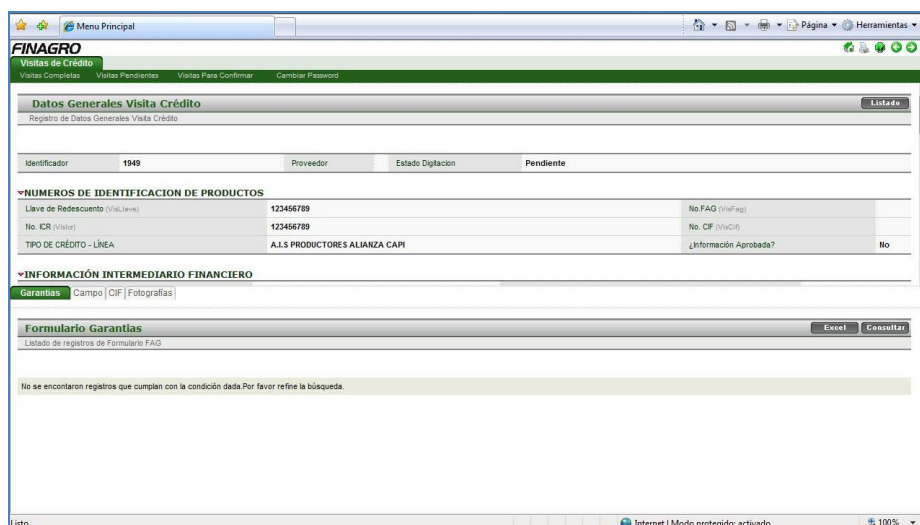 Menu Principal Página Herramientas
FINAGRO
Visitas de Crédito
Visitas Completas Visitas Pendientes Visitas Para Confirmar Cambiar Password
Datos Generales Visita Crédito Listado
Registro de Datos Generales Visita Crédito
Identificador 1949 Proveedor Estado Digitacion Pendiente
NUMEROS DE IDENTIFICACION DE PRODUCTOS
Llave de Redescuento (VisLlave) 123456789 No.FAG (VisFag)
No. ICR (VisIcr) 123456789 No. CIF (VisCif)
TIPO DE CRÉDITO - LÍNEA A.I.S PRODUCTORES ALIANZA CAPI ¿Información Aprobada? No
INFORMACIÓN INTERMEDIARIO FINANCIERO
Garantias Campo CIF Fotografías
Formulario Garantias Excel Consultar
Listado de registros de Formulario FAG
No se encontaron registros que cumplan con la condición dada.Por favor refine la búsqueda.
Listo Internet | Modo protegido: activado 100%